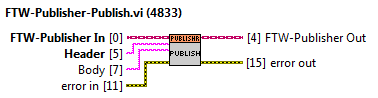 FTW-Publisher-Publish.vi (4833)
FTW-Publisher In [0] PUBLISHR [4] FTW-Publisher Out
Header [5] PUBLISH
Body [7] [15] error out
error in [11]